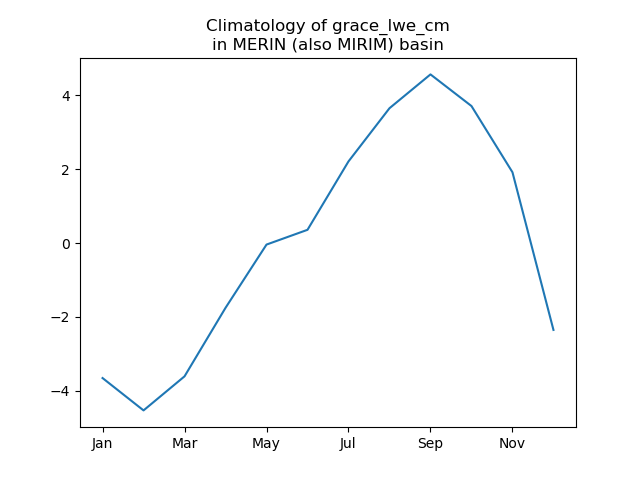 Climatology of grace_lwe_cm
in MERIN (also MIRIM) basin
4
2
0
−2
−4
Jan Mar May Jul Sep Nov